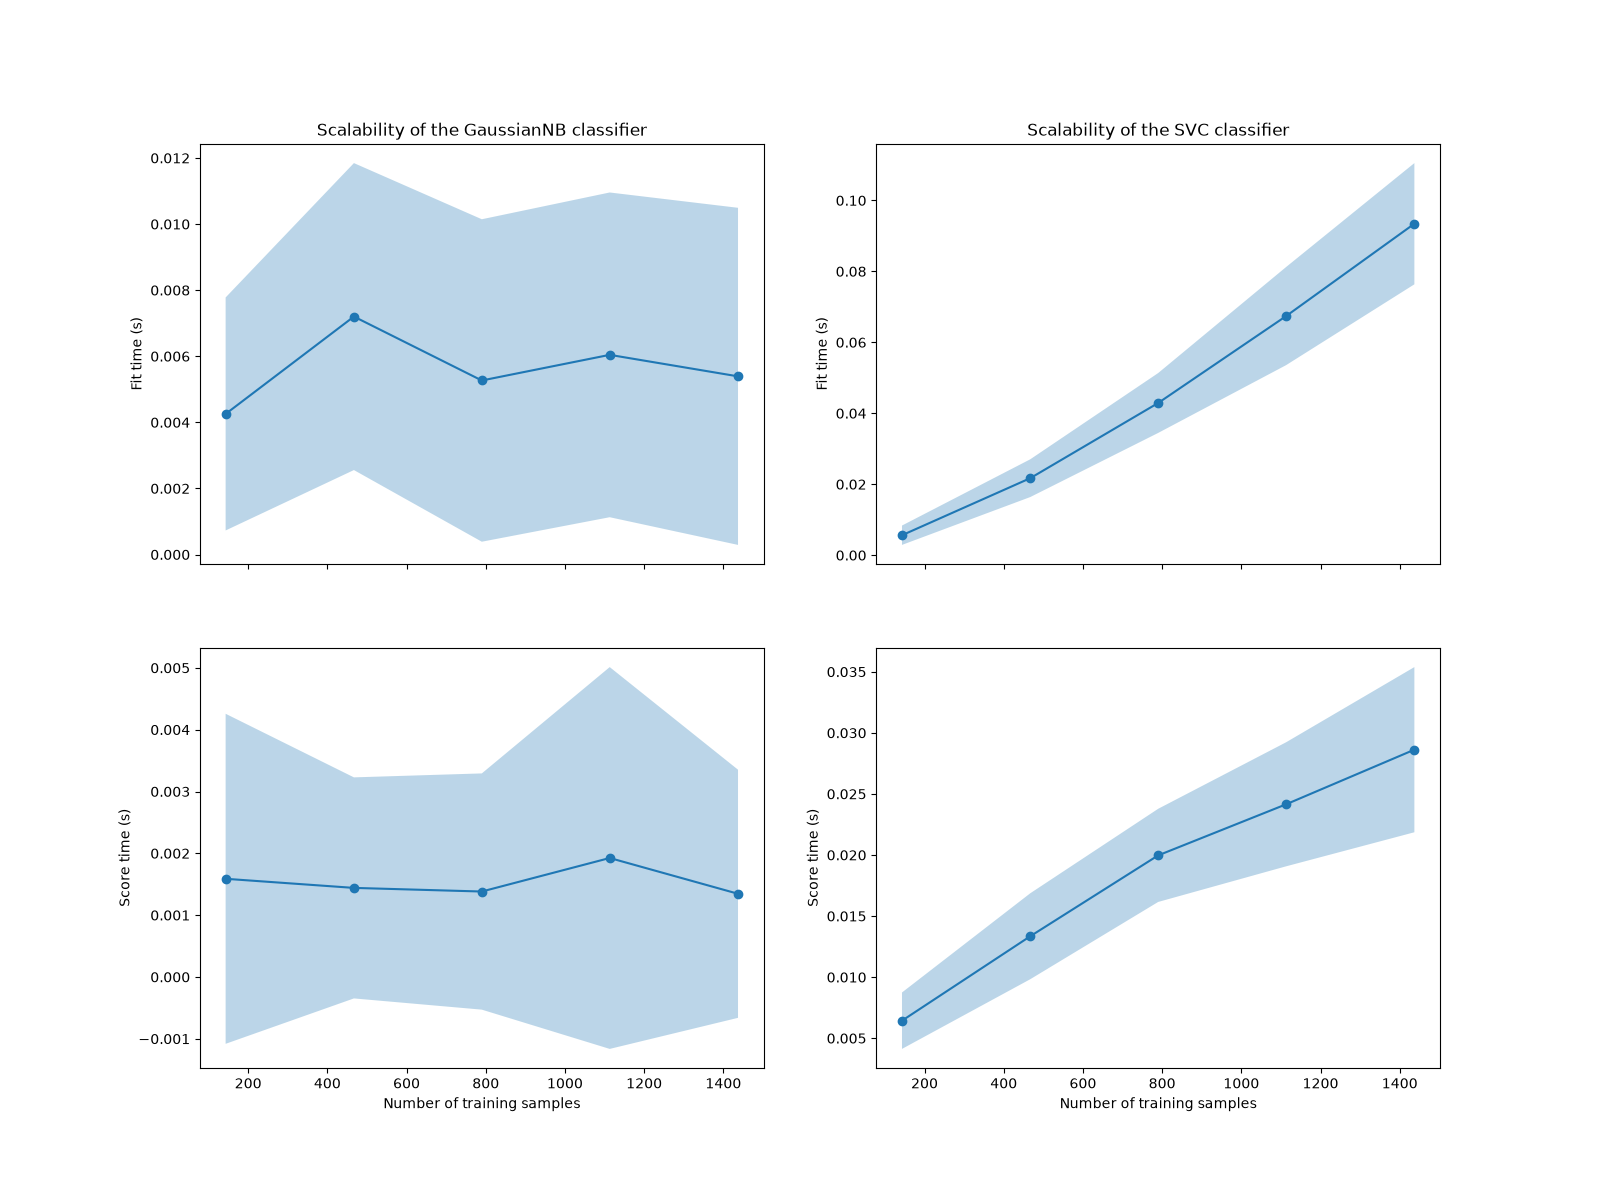 Scalability of the GaussianNB classifier
0.012
0.010
0.008
0.006
0.004
0.002
0.000
Fit time (s)
Scalability of the SVC classifier
0.10
0.08
0.06
0.04
0.02
0.00
Fit time (s)
0.005
0.004
0.003
0.002
0.001
0.000
−0.001
Score time (s)
200 400 600 800 1000 1200 1400
Number of training samples
0.035
0.030
0.025
0.020
0.015
0.010
0.005
Score time (s)
200 400 600 800 1000 1200 1400
Number of training samples